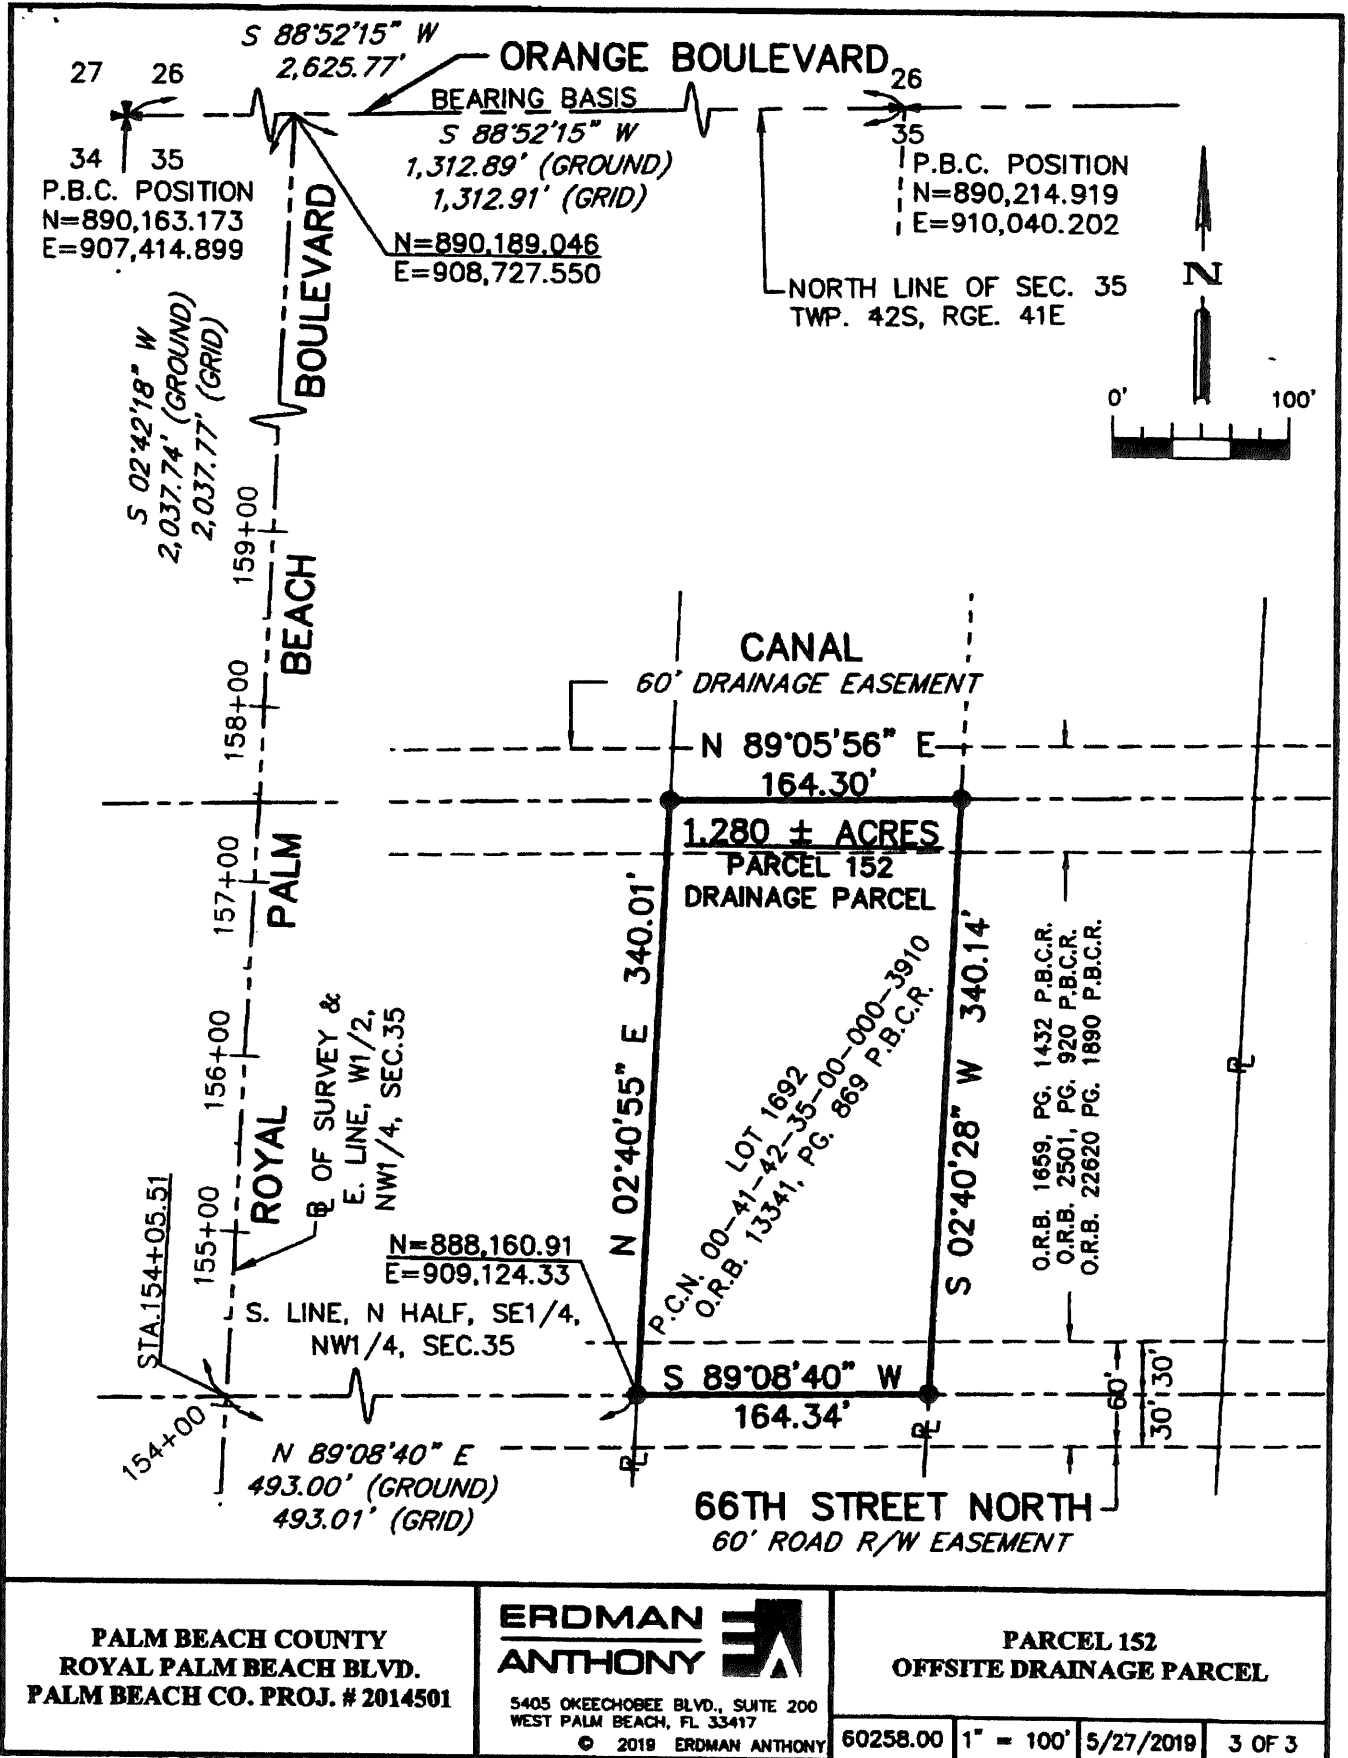 S 88°52'15" W
2,625.77'
ORANGE BOULEVARD
27 26
26
BEARING BASIS
S 88°52'15" W
1,312.89' (GROUND)
1,312.91' (GRID)
34 35
P.B.C. POSITION
N=890,163.173
E=907,414.899
35
P.B.C. POSITION
N=890,214.919
E=910,040.202
N=890,189.046
E=908,727.550
NORTH LINE OF SEC. 35
TWP. 42S, RGE. 41E
N
0' 100'
S 02°42'18" W
2,037.74' (GROUND)
2,037.77' (GRID)
ROYAL PALM BEACH BOULEVARD
159+00
158+00
157+00
156+00
155+00
154+00
STA.154+05.51
CANAL
60' DRAINAGE EASEMENT
N 89°05'56" E
164.30'
1.280 ± ACRES
PARCEL 152
DRAINAGE PARCEL
N 02°40'55" E 340.01'
S 02°40'28" W 340.14'
LOT 1692
P.C.N. 00-41-42-35-00-000-3910
O.R.B. 13341, PG. 869 P.B.C.R.
O.R.B. 1659, PG. 1432 P.B.C.R.
O.R.B. 2501, PG. 920 P.B.C.R.
O.R.B. 22620 PG. 1890 P.B.C.R.
PL
BL OF SURVEY &
E. LINE, W1/2,
NW1/4, SEC.35
N=888,160.91
E=909,124.33
S. LINE, N HALF, SE1/4,
NW1/4, SEC.35
S 89°08'40" W
164.34'
PL
PL
60'
30' 30'
N 89°08'40" E
493.00' (GROUND)
493.01' (GRID)
66TH STREET NORTH
60' ROAD R/W EASEMENT
PALM BEACH COUNTY
ROYAL PALM BEACH BLVD.
PALM BEACH CO. PROJ. # 2014501
ERDMAN
ANTHONY
5405 OKEECHOBEE BLVD., SUITE 200
WEST PALM BEACH, FL 33417
© 2019 ERDMAN ANTHONY
PARCEL 152
OFFSITE DRAINAGE PARCEL
60258.00 1" = 100' 5/27/2019 3 OF 3